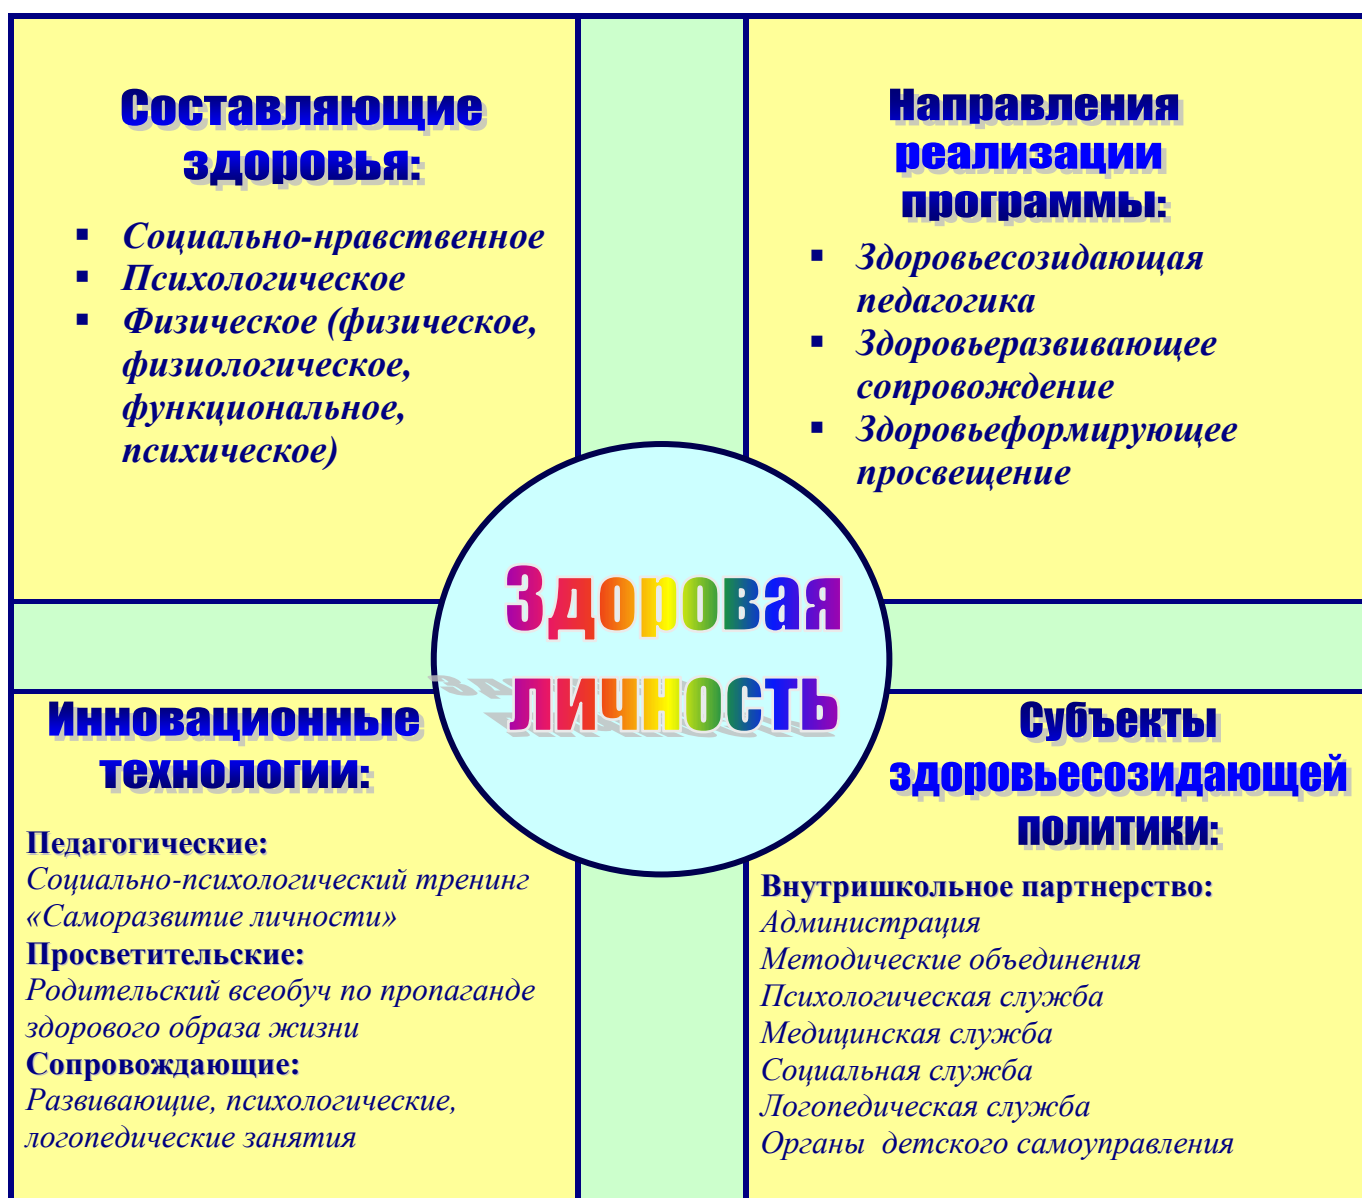 Составляющие
здоровья:
▪ Социально-нравственное
▪ Психологическое
▪ Физическое (физическое,
физиологическое,
функциональное,
психическое)
Направления
реализации
программы:
▪ Здоровьесозидающая
педагогика
▪ Здоровьеразвивающее
сопровождение
▪ Здоровьеформирующее
просвещение
Здоровая
личность
Инновационные
технологии:
Педагогические:
Социально-психологический тренинг
«Саморазвитие личности»
Просветительские:
Родительский всеобуч по пропаганде
здорового образа жизни
Сопровождающие:
Развивающие, психологические,
логопедические занятия
Субъекты
здоровьесозидающей
политики:
Внутришкольное партнерство:
Администрация
Методические объединения
Психологическая служба
Медицинская служба
Социальная служба
Логопедическая служба
Органы  детского самоуправления